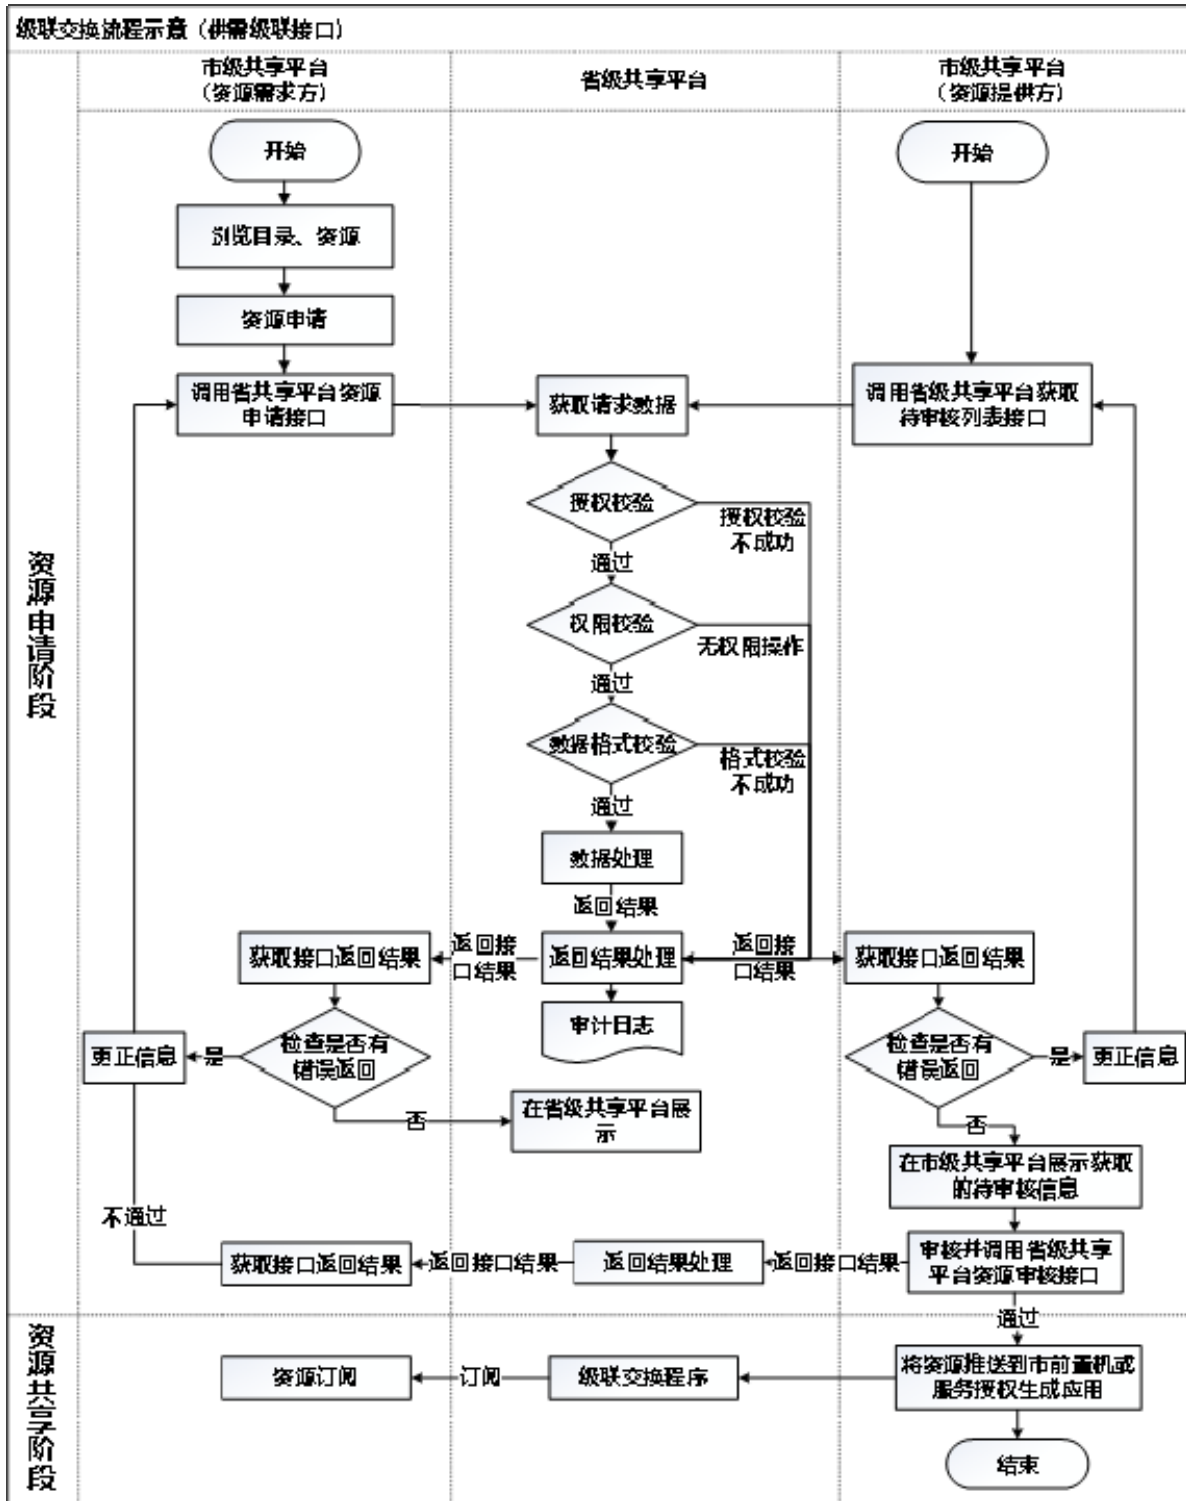 级联交换流程示意（供需级联接口）
市级共享平台
（资源需求方）
省级共享平台
市级共享平台
（资源提供方）
资源申请阶段
开始
开始
浏览目录、资源
资源申请
调用省共享平台资源
申请接口
获取请求数据
调用省级共享平台获取
待审核列表接口
授权校验
授权校验
不成功
通过
权限校验
无权限操作
通过
数据格式校验
格式校验
不成功
通过
数据处理
返回结果
获取接口返回结果
返回接
口结果
返回结果处理
返回接
口结果
获取接口返回结果
审计日志
更正信息
是
检查是否有
错误返回
检查是否有
错误返回
是
更正信息
否
在省级共享平台展
示
否
在市级共享平台展示获取
的待审核信息
不通过
获取接口返回结果
返回接口结果
返回结果处理
返回接口结果
审核并调用省级共享
平台资源审核接口
通过
资源共享阶段
资源订阅
订阅
级联交换程序
将资源推送到市前置机或
服务授权生成应用
结束